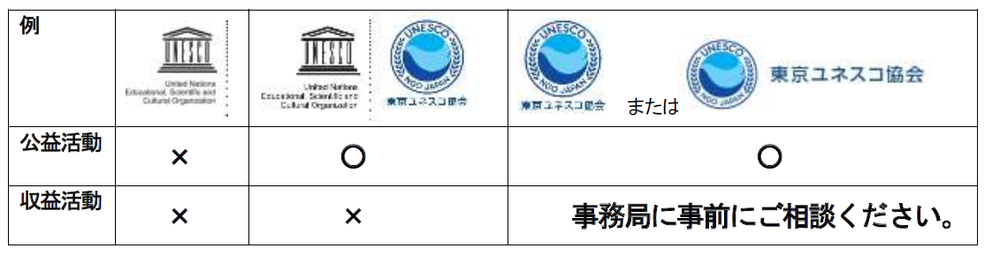 例
UNESCO
United Nations
Educational, Scientific and
Cultural Organization
UNESCO
United Nations
Educational, Scientific and
Cultural Organization
UNESCO
NGO JAPAN
東京ユネスコ協会
UNESCO
NGO JAPAN
東京ユネスコ協会
または
UNESCO
NGO JAPAN
東京ユネスコ協会
公益活動
×
○
○
収益活動
×
×
事務局に事前にご相談ください。